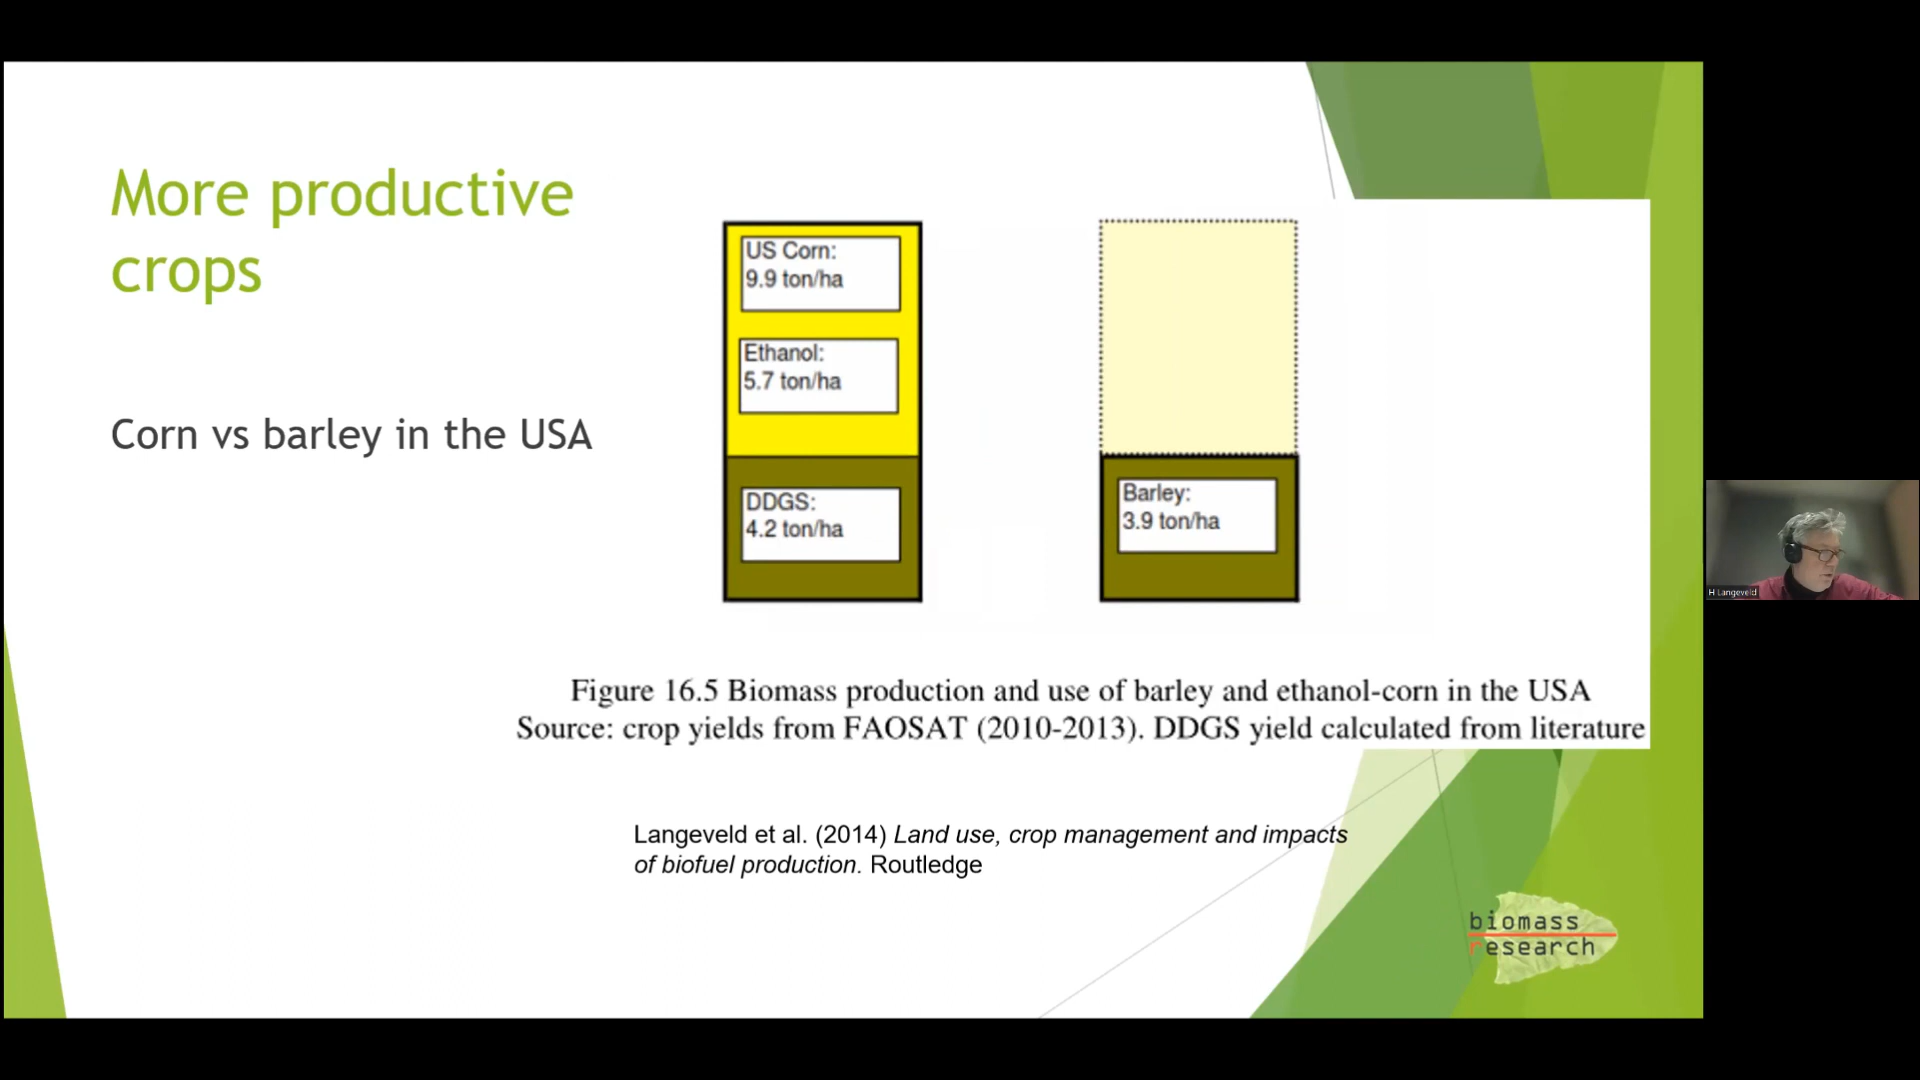 More productive
crops
Corn vs barley in the USA
US Corn:
9.9 ton/ha
Ethanol:
5.7 ton/ha
DDGS:
4.2 ton/ha
Barley:
3.9 ton/ha
Figure 16.5 Biomass production and use of barley and ethanol-corn in the USA
Source: crop yields from FAOSAT (2010-2013). DDGS yield calculated from literature
Langeveld et al. (2014) Land use, crop management and impacts
of biofuel production. Routledge
biomass
research
H Langeveld